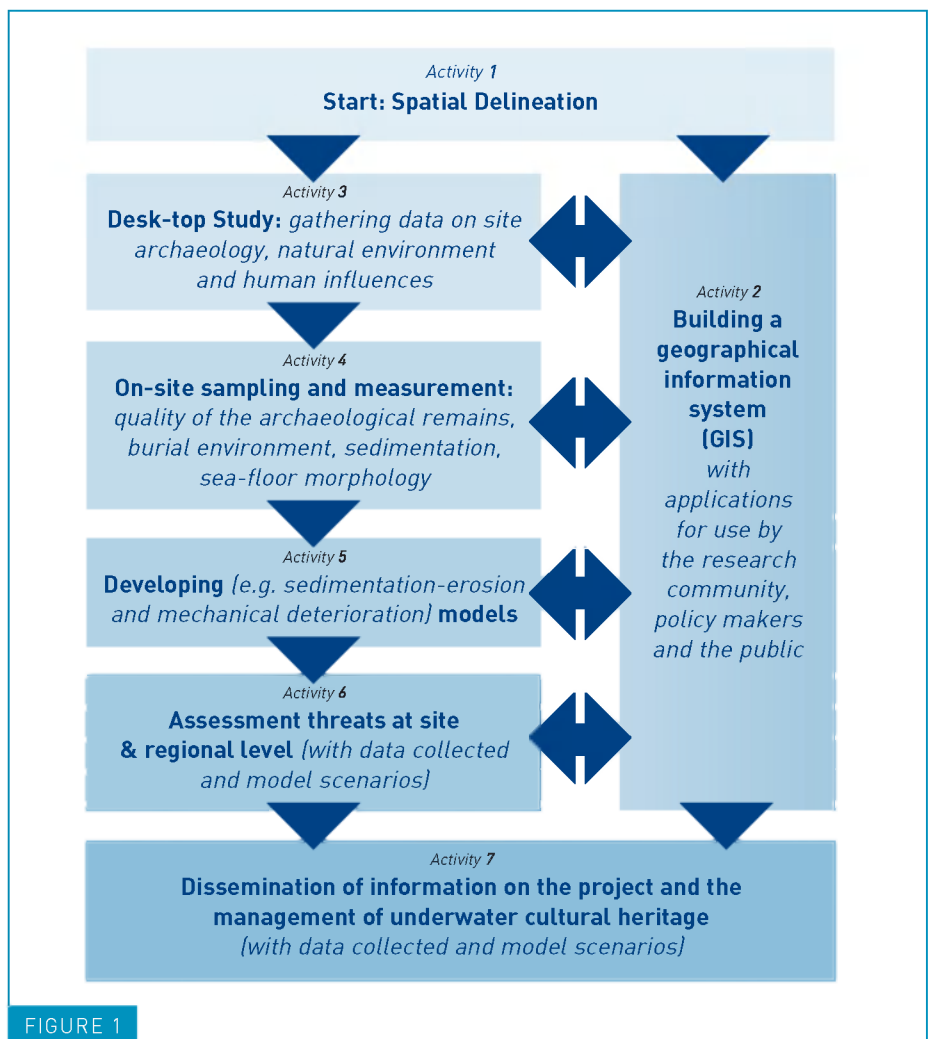 Activity 1
Start: Spatial Delineation
Activity 3
Desk-top Study: gathering data on site
archaeology, natural environment
and human influences
Activity 4
On-site sampling and measurement:
quality of the archaeological remains,
burial environment, sedimentation,
sea-floor morphology
Activity 5
Developing (e.g. sedimentation-erosion
and mechanical deterioration) models
Activity 6
Assessment threats at site
& regional level (with data collected
and model scenarios)
Activity 2
Building a
geographical
information
system
(GIS)
with
applications
for use by
the research
community,
policy makers
and the public
Activity 7
Dissemination of information on the project and the
management of underwater cultural heritage
(with data collected and model scenarios)
FIGURE 1